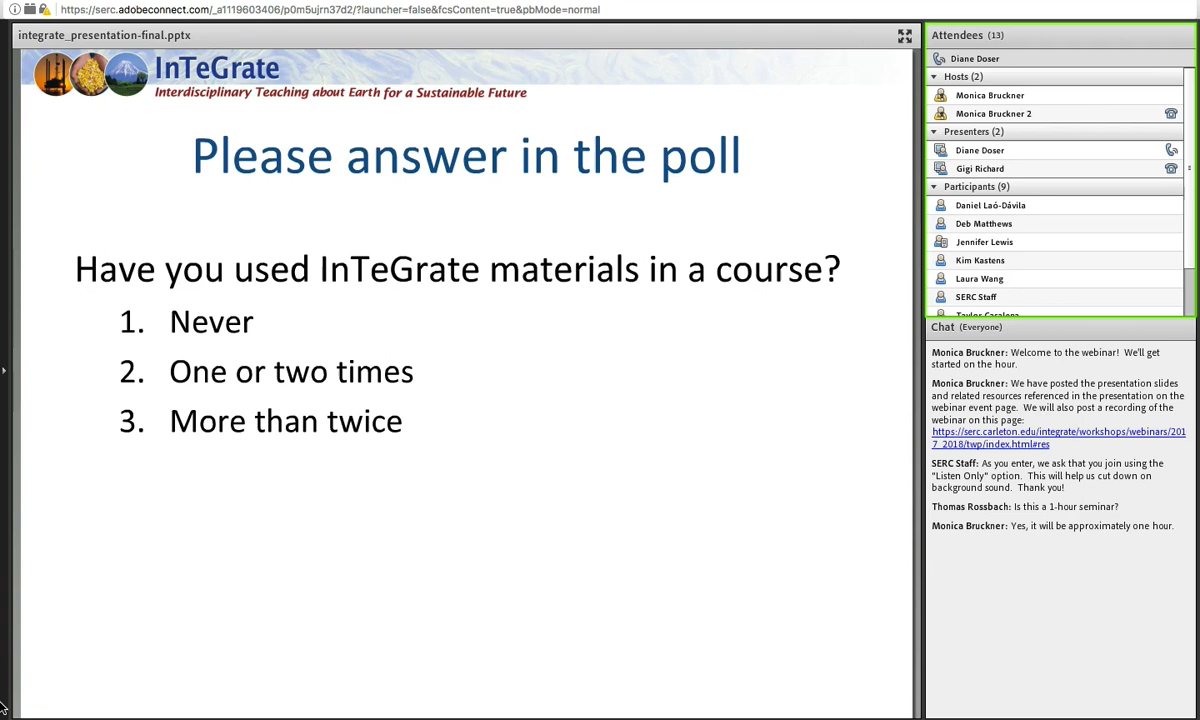 https://serc.adobeconnect.com/_a1119603406/p0m5ujrn37d2/?launcher=false&fcsContent=true&pbMode=normal
integrate_presentation-final.pptx
InTeGrate
Interdisciplinary Teaching about Earth for a Sustainable Future
Please answer in the poll
Have you used InTeGrate materials in a course?
1. Never
2. One or two times
3. More than twice
Attendees (13)
Diane Doser
Hosts (2)
Monica Bruckner
Monica Bruckner 2
Presenters (2)
Diane Doser
Gigi Richard
Participants (9)
Daniel Laó-Dávila
Deb Matthews
Jennifer Lewis
Kim Kastens
Laura Wang
SERC Staff
Chat (Everyone)
Monica Bruckner: Welcome to the webinar! We'll get
started on the hour.
Monica Bruckner: We have posted the presentation slides
and related resources referenced in the presentation on the
webinar event page. We will also post a recording of the
webinar on this page:
https://serc.carleton.edu/integrate/workshops/webinars/201
7_2018/twp/index.html#res
SERC Staff: As you enter, we ask that you join using the
"Listen Only" option. This will help us cut down on
background sound. Thank you!
Thomas Rossbach: Is this a 1-hour seminar?
Monica Bruckner: Yes, it will be approximately one hour.